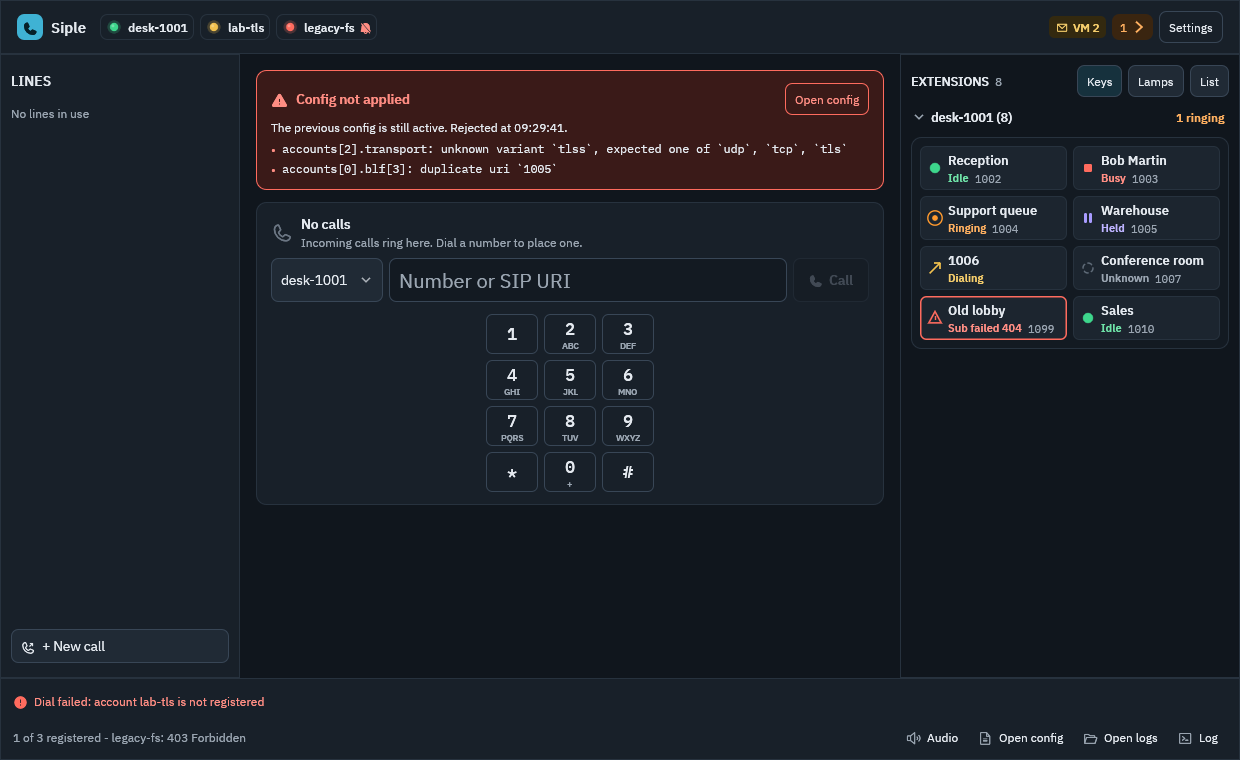 Siple
desk-1001
lab-tls
legacy-fs
VM 2
1
Settings
LINES
No lines in use
+ New call
Config not applied
Open config
The previous config is still active. Rejected at 09:29:41.
• accounts[2].transport: unknown variant `tlss`, expected one of `udp`, `tcp`, `tls`
• accounts[0].blf[3]: duplicate uri `1005`
No calls
Incoming calls ring here. Dial a number to place one.
desk-1001
Number or SIP URI
Call
1
2
ABC
3
DEF
4
GHI
5
JKL
6
MNO
7
PQRS
8
TUV
9
WXYZ
*
0
+
#
EXTENSIONS 8
Keys
Lamps
List
desk-1001 (8)
1 ringing
Reception
Idle 1002
Bob Martin
Busy 1003
Support queue
Ringing 1004
Warehouse
Held 1005
1006
Dialing
Conference room
Unknown 1007
Old lobby
Sub failed 404 1099
Sales
Idle 1010
Dial failed: account lab-tls is not registered
1 of 3 registered - legacy-fs: 403 Forbidden
Audio
Open config
Open logs
Log